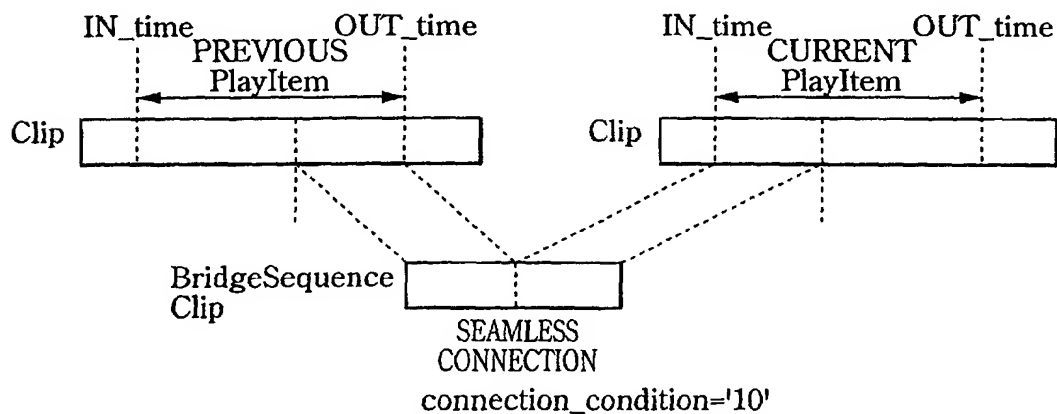 IN_time OUT_time IN_time OUT_time
PREVIOUS CURRENT
PlayItem PlayItem
Clip Clip
BridgeSequence
Clip
SEAMLESS
CONNECTION
connection_condition='10'